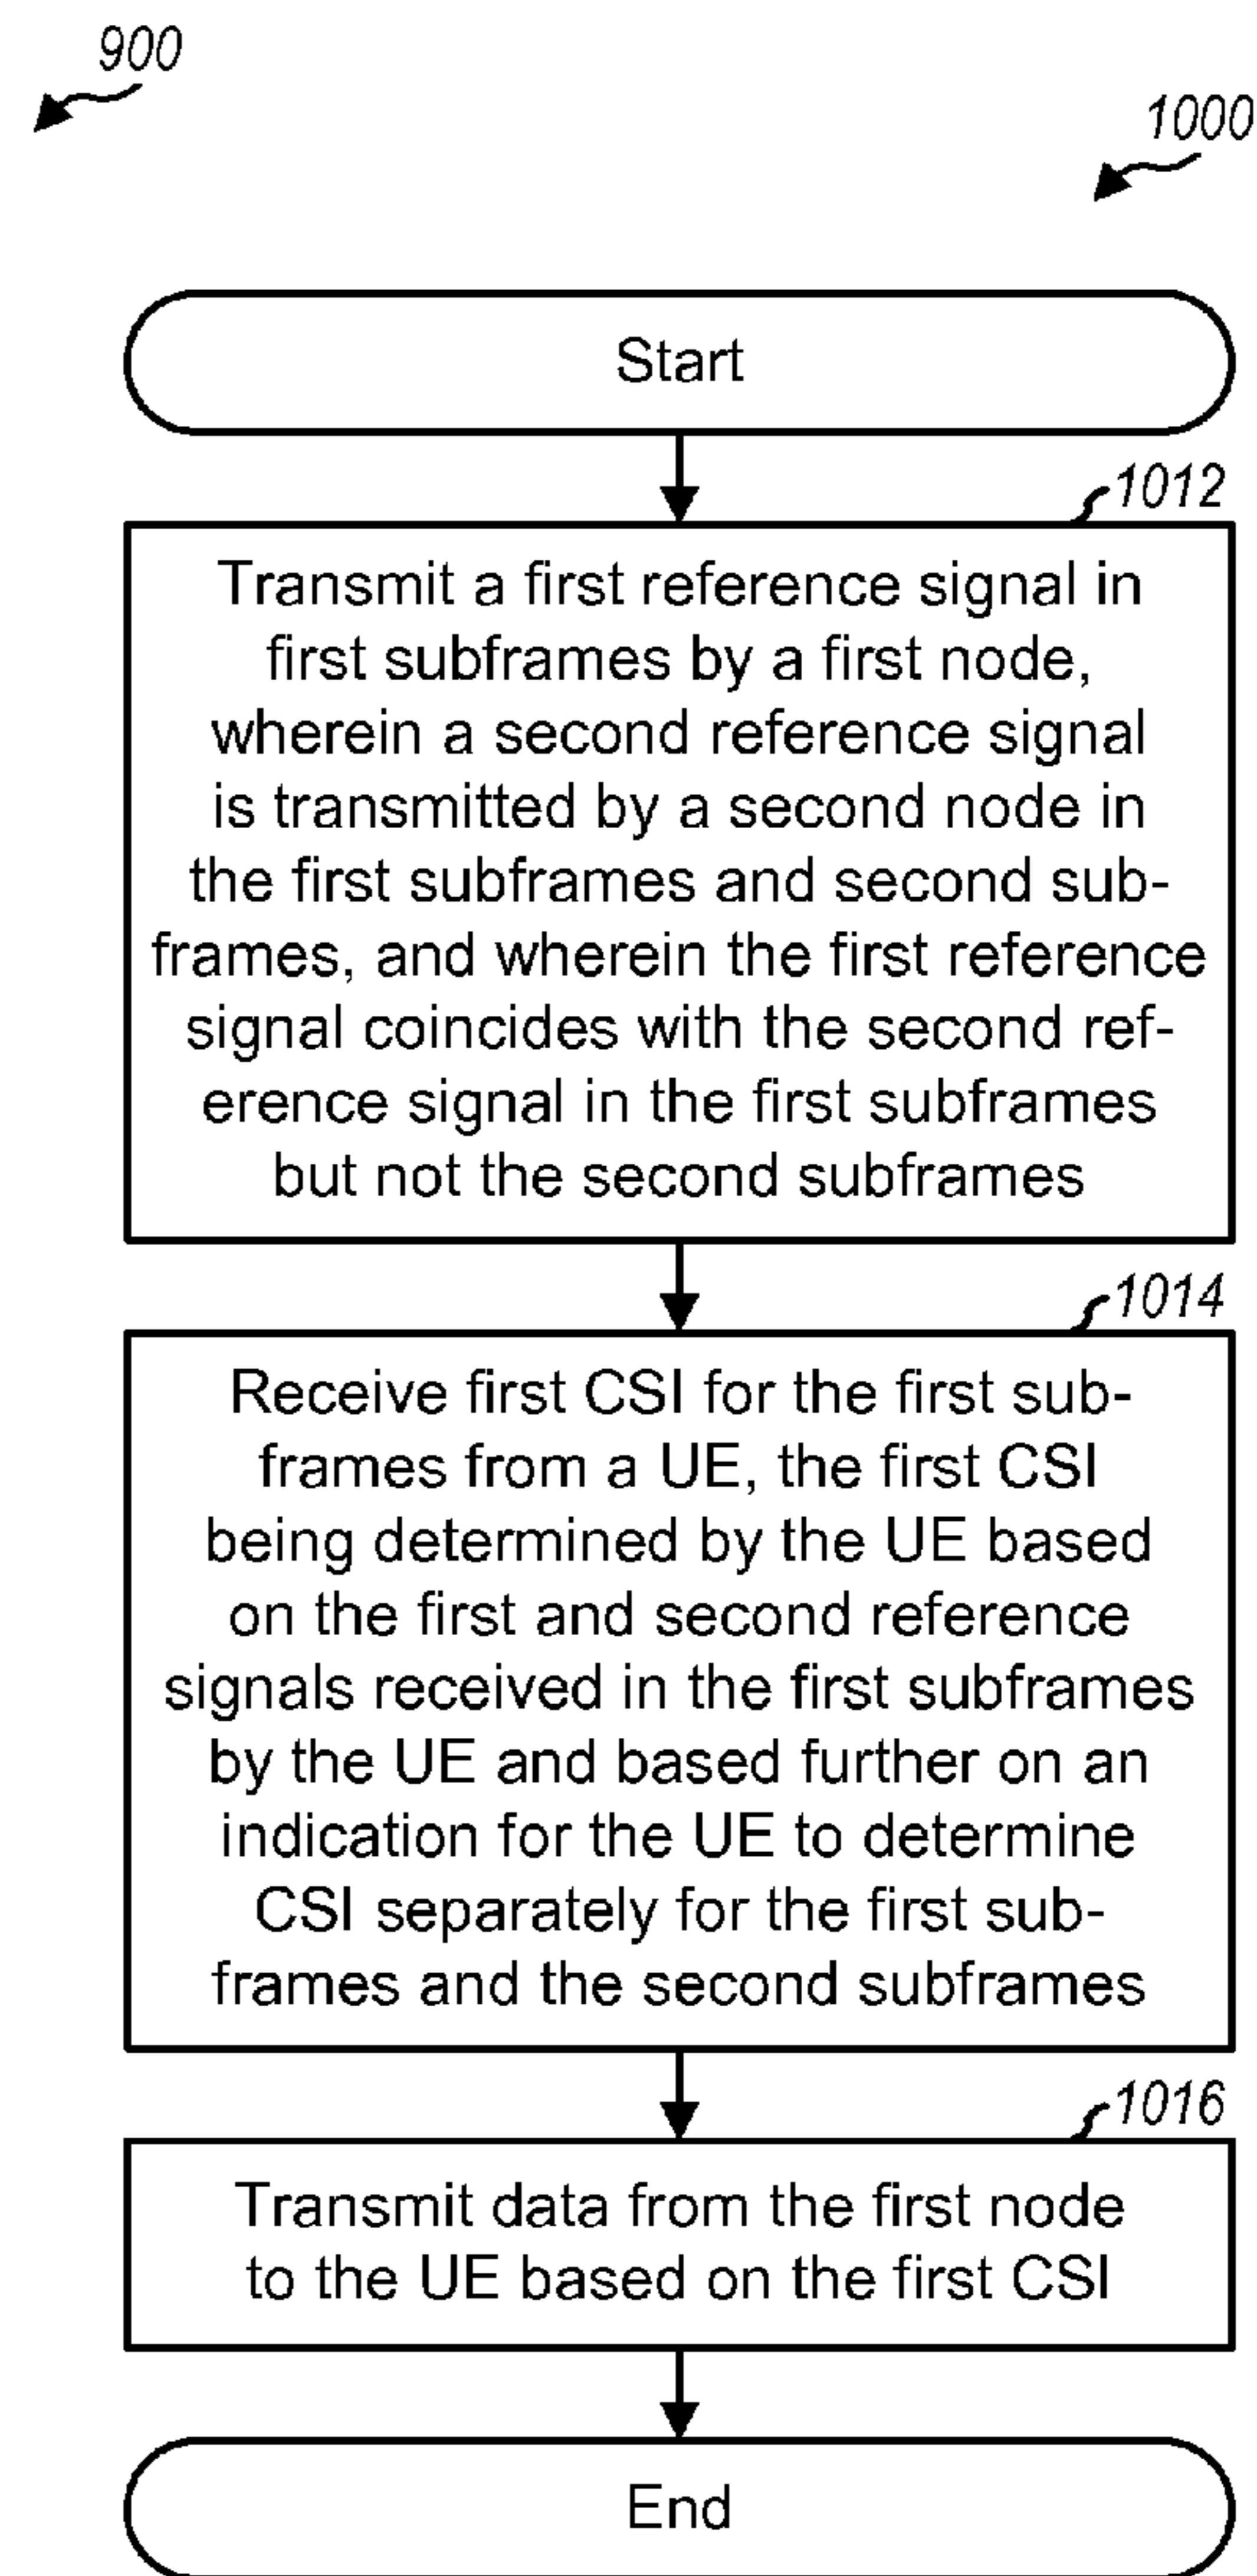 900
1000
Start
1012
Transmit a first reference signal in
first subframes by a first node,
wherein a second reference signal
is transmitted by a second node in
the first subframes and second sub-
frames, and wherein the first reference
signal coincides with the second ref-
erence signal in the first subframes
but not the second subframes
1014
Receive first CSI for the first sub-
frames from a UE, the first CSI
being determined by the UE based
on the first and second reference
signals received in the first subframes
by the UE and based further on an
indication for the UE to determine
CSI separately for the first sub-
frames and the second subframes
1016
Transmit data from the first node
to the UE based on the first CSI
End